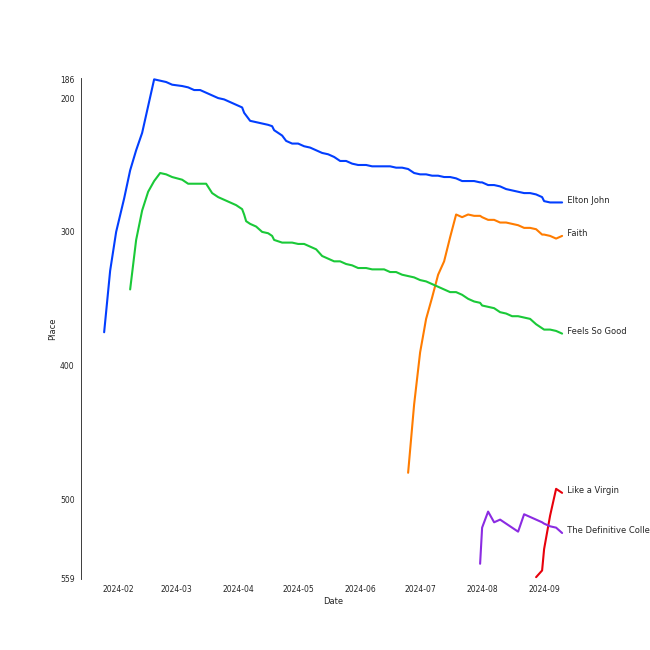 186
200
300
400
500
559
Place
2024-02
2024-03
2024-04
2024-05
2024-06
2024-07
2024-08
2024-09
Date
Elton John
Faith
Feels So Good
Like a Virgin
The Definitive Colle